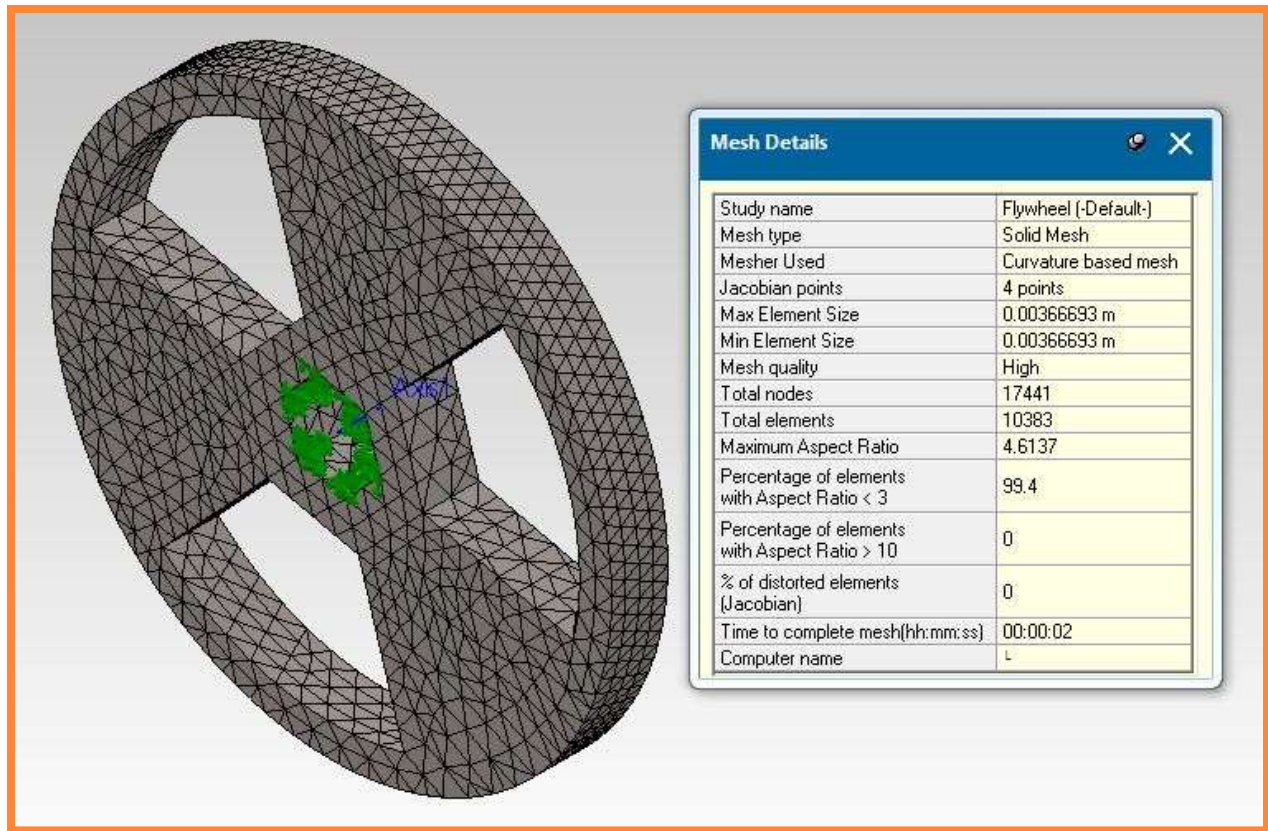 Axis1
Mesh Details
Study name Flywheel (-Default-)
Mesh type Solid Mesh
Mesher Used Curvature based mesh
Jacobian points 4 points
Max Element Size 0.00366693 m
Min Element Size 0.00366693 m
Mesh quality High
Total nodes 17441
Total elements 10383
Maximum Aspect Ratio 4.6137
Percentage of elements
with Aspect Ratio < 3 99.4
Percentage of elements
with Aspect Ratio > 10 0
% of distorted elements
(Jacobian) 0
Time to complete mesh(hh:mm:ss) 00:00:02
Computer name